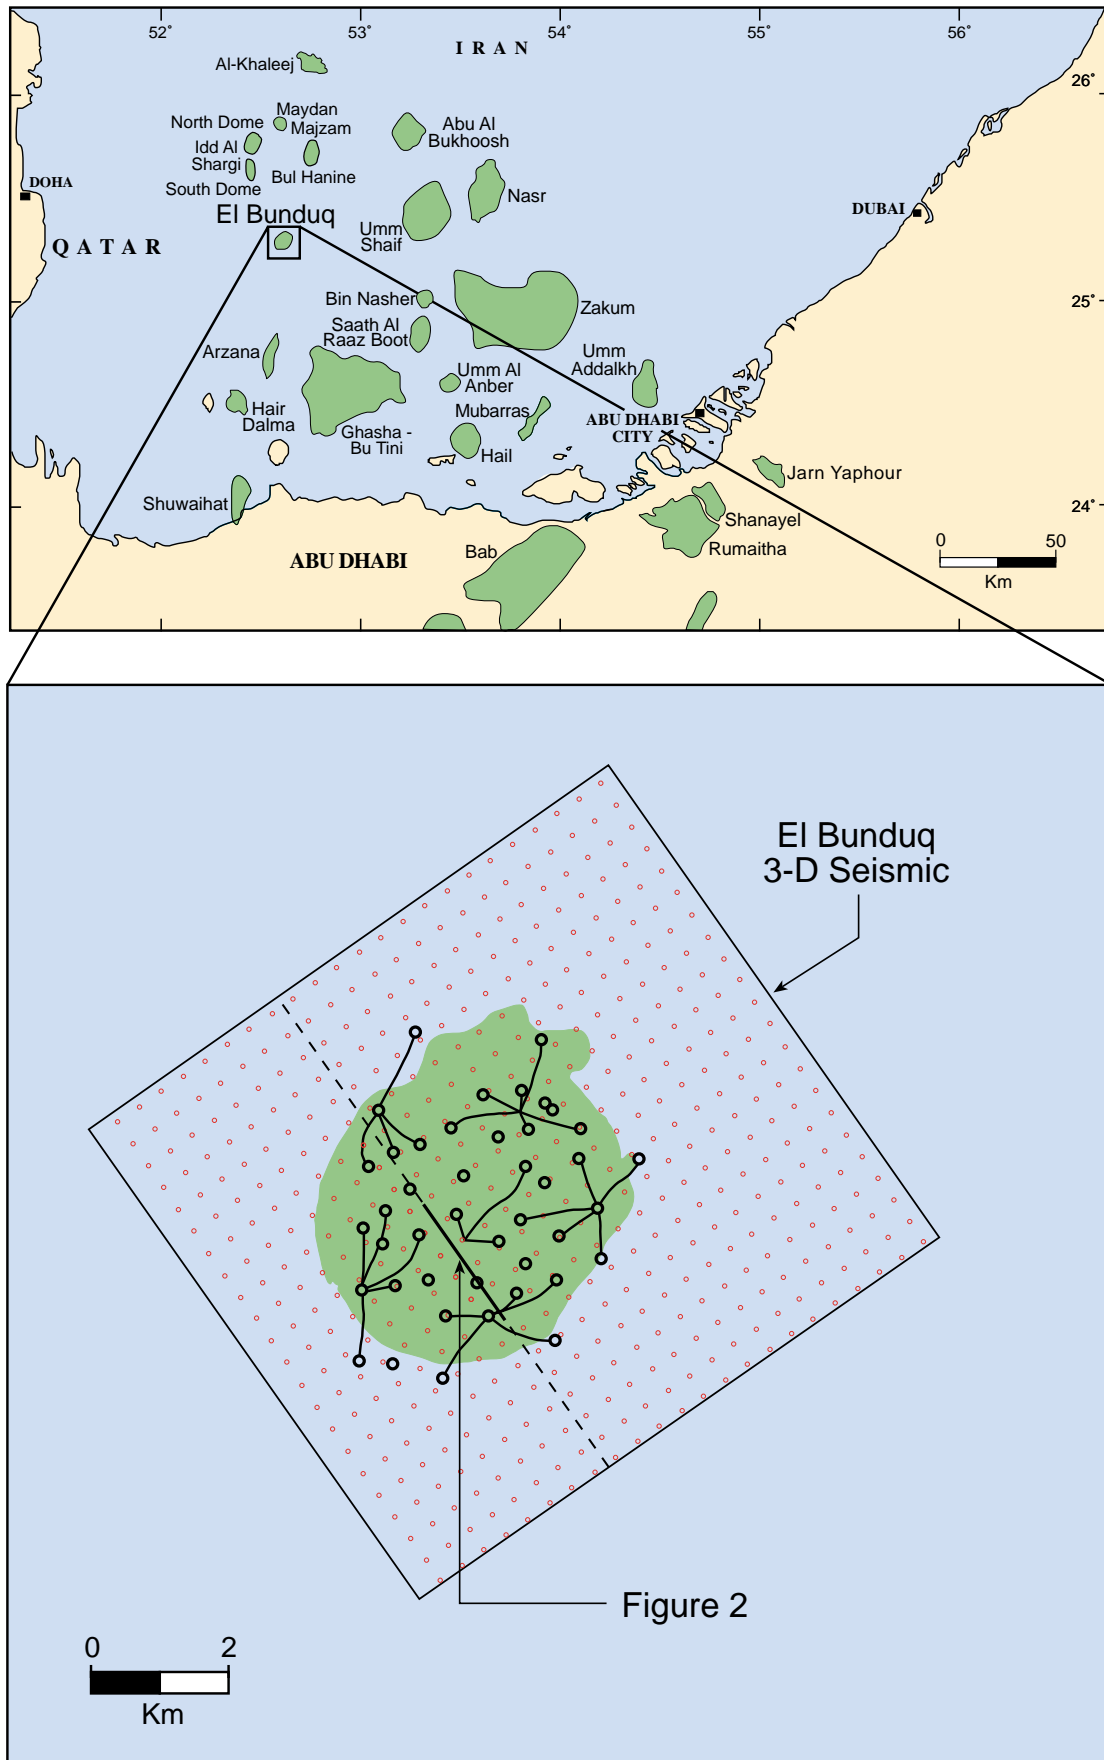 52°
53°
54°
55°
56°
I R A N
Al-Khaleej
26°
Maydan
Majzam
North Dome
Idd Al
Shargi
South Dome
Bul Hanine
Abu Al
Bukhoosh
Nasr
DOHA
El Bunduq
Umm
Shaif
DUBAI
Q A T A R
Bin Nasher
Zakum
25°
Saath Al
Raaz Boot
Arzana
Umm
Addalkh
Umm Al
Anber
Hair
Dalma
Mubarras
Ghasha -
Bu Tini
ABU DHABI
CITY
Hail
Jarn Yaphour
Shuwaihat
24°
Shanayel
Rumaitha
Bab
ABU DHABI
0 50
Km
El Bunduq
3-D Seismic
Figure 2
0 2
Km